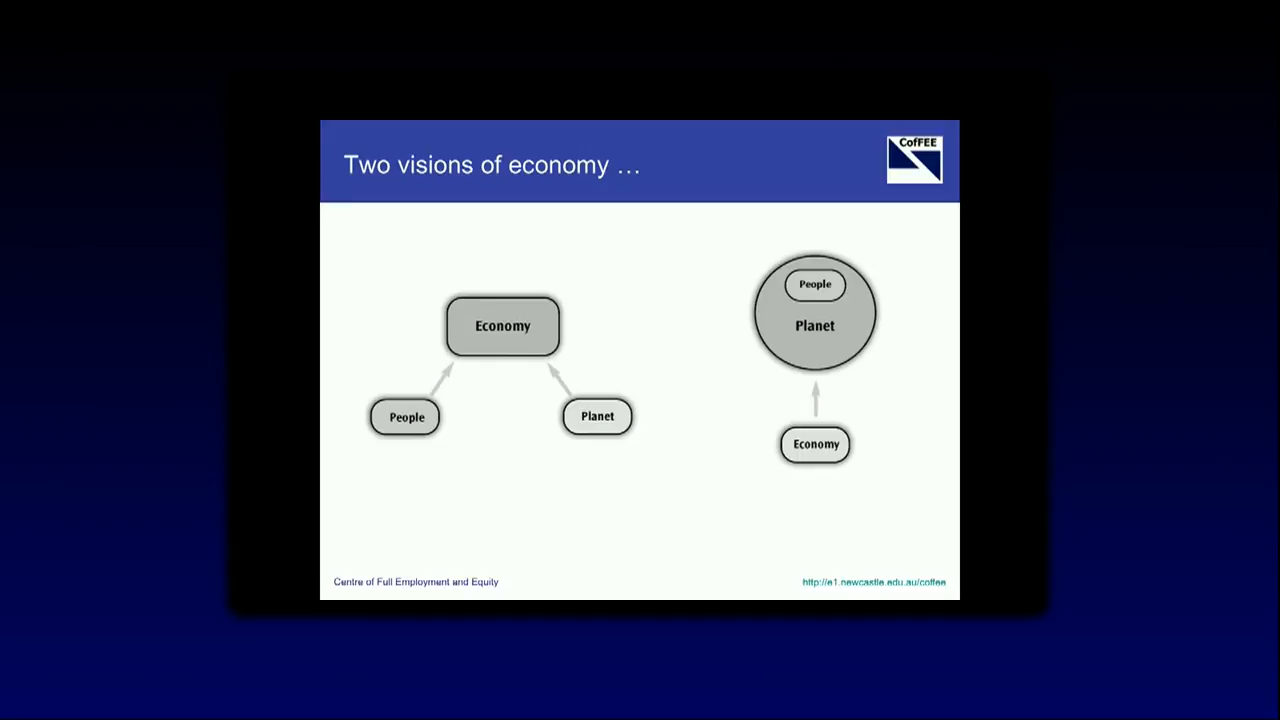 Two visions of economy …
CofFEE
Economy
People
Planet
People
Planet
Economy
Centre of Full Employment and Equity
http://e1.newcastle.edu.au/coffee